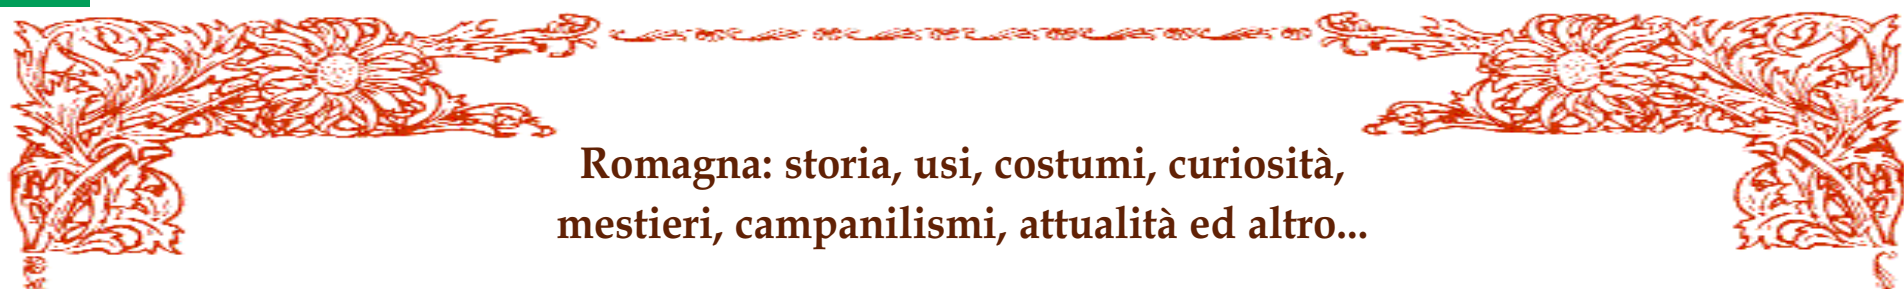 Romagna: storia, usi, costumi, curiosità,
mestieri, campanilismi, attualità ed altro...